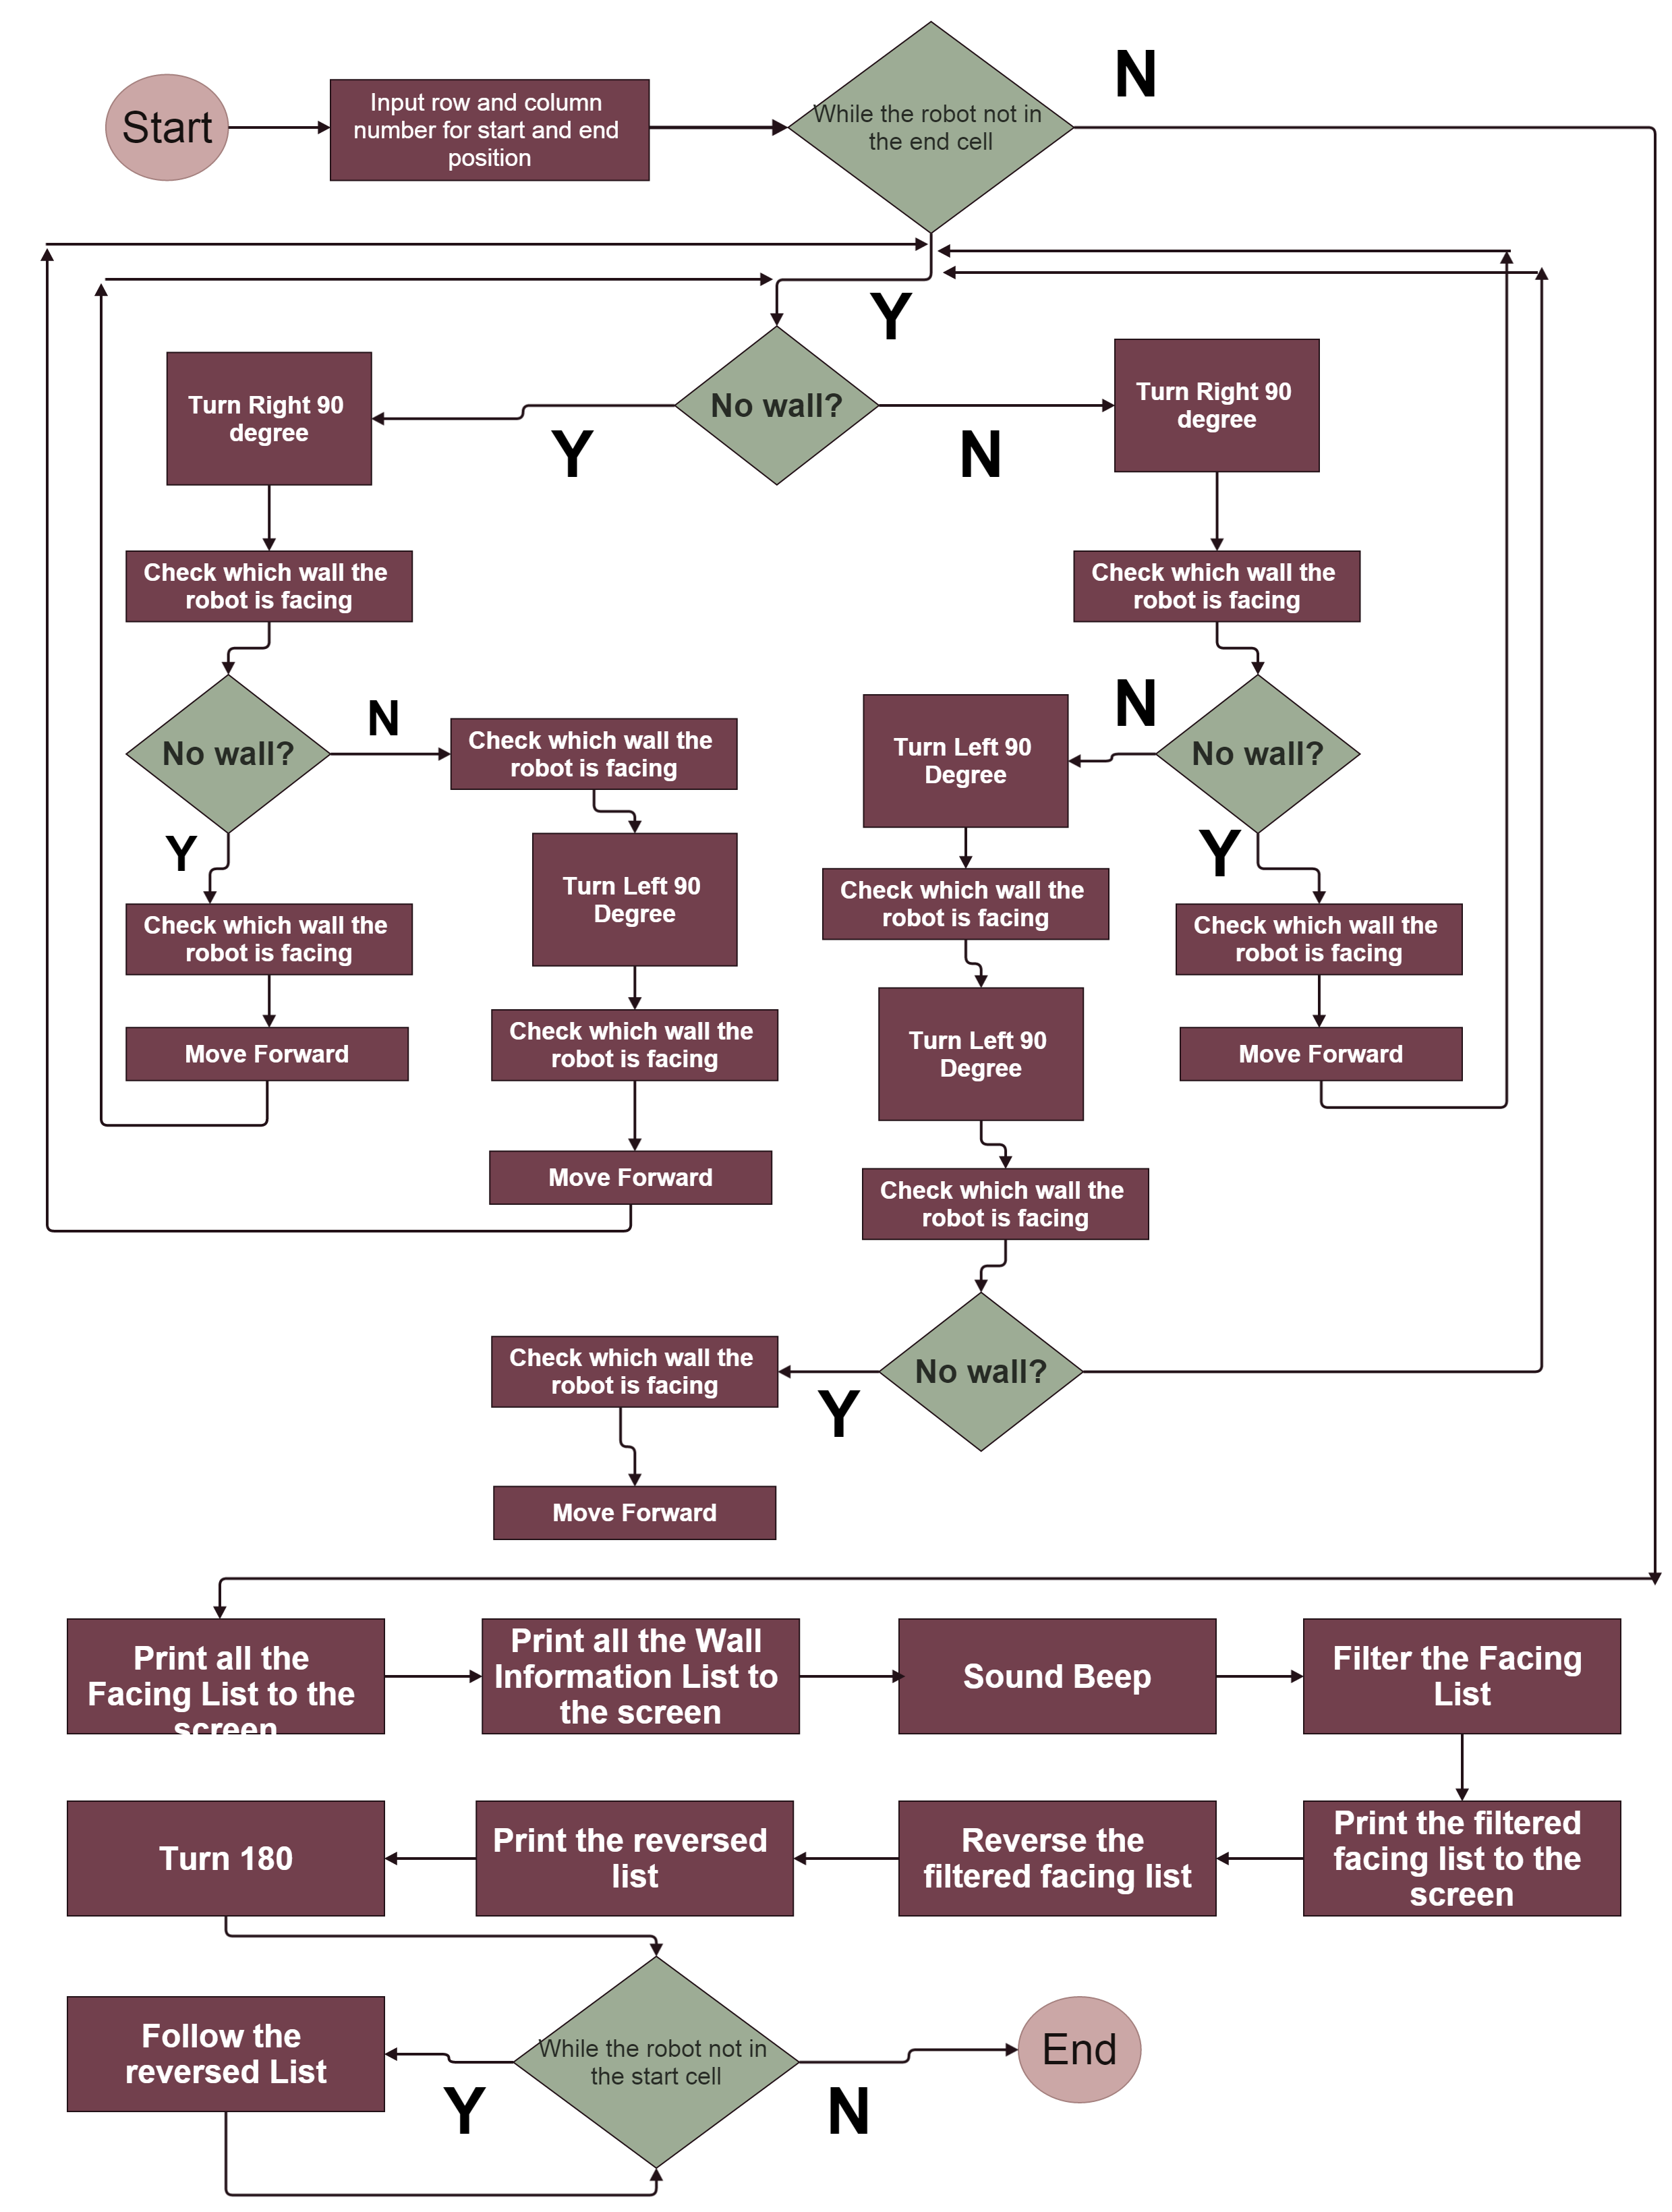 Start
Input row and column
number for start and end
position
While the robot not in
the end cell
N
Y
No wall?
Y
N
Turn Right 90
degree
Turn Right 90
degree
Check which wall the
robot is facing
Check which wall the
robot is facing
No wall?
N
Y
Check which wall the
robot is facing
Turn Left 90
Degree
Check which wall the
robot is facing
Move Forward
Check which wall the
robot is facing
Move Forward
No wall?
N
Y
Turn Left 90
Degree
Check which wall the
robot is facing
Turn Left 90
Degree
Check which wall the
robot is facing
Check which wall the
robot is facing
Move Forward
No wall?
Y
Check which wall the
robot is facing
Move Forward
Print all the
Facing List to the
screen
Print all the Wall
Information List to
the screen
Sound Beep
Filter the Facing
List
Print the filtered
facing list to the
screen
Reverse the
filtered facing list
Print the reversed
list
Turn 180
While the robot not in
the start cell
Y
N
Follow the
reversed List
End